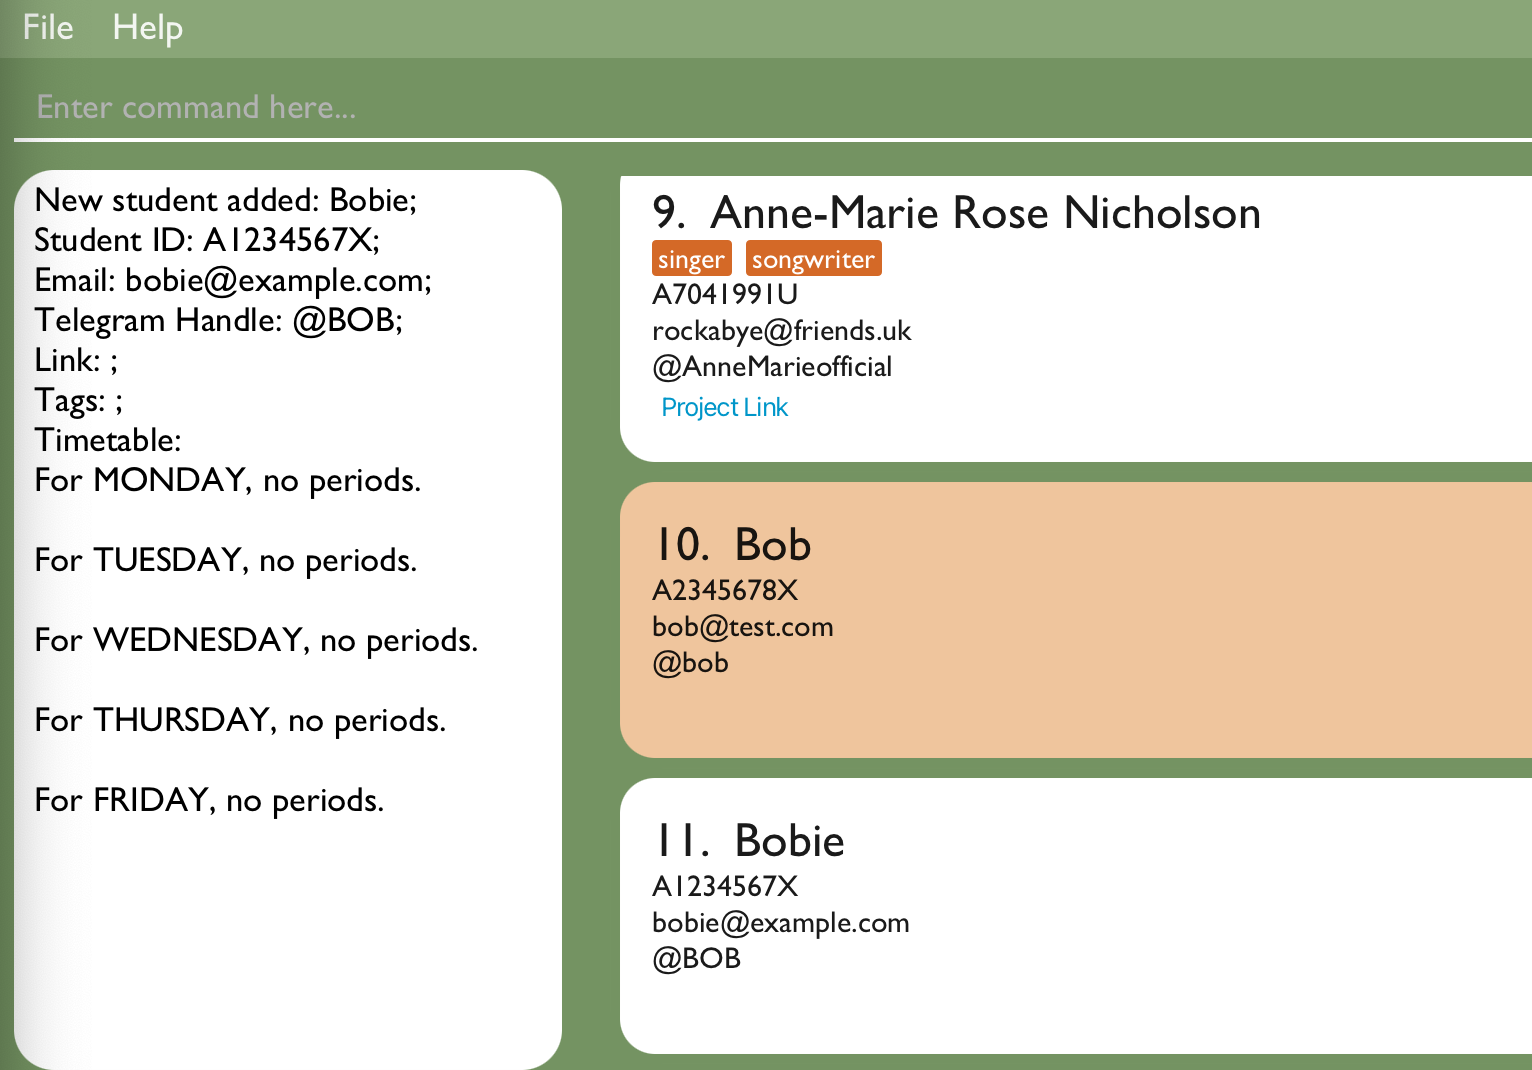 File Help
Enter command here...
New student added: Bobie;
Student ID: A1234567X;
Email: bobie@example.com;
Telegram Handle: @BOB;
Link: ;
Tags: ;
Timetable:
For MONDAY, no periods.
For TUESDAY, no periods.
For WEDNESDAY, no periods.
For THURSDAY, no periods.
For FRIDAY, no periods.
9. Anne-Marie Rose Nicholson
singer songwriter
A7041991U
rockabye@friends.uk
@AnneMarieofficial
Project Link
10. Bob
A2345678X
bob@test.com
@bob
11. Bobie
A1234567X
bobie@example.com
@BOB